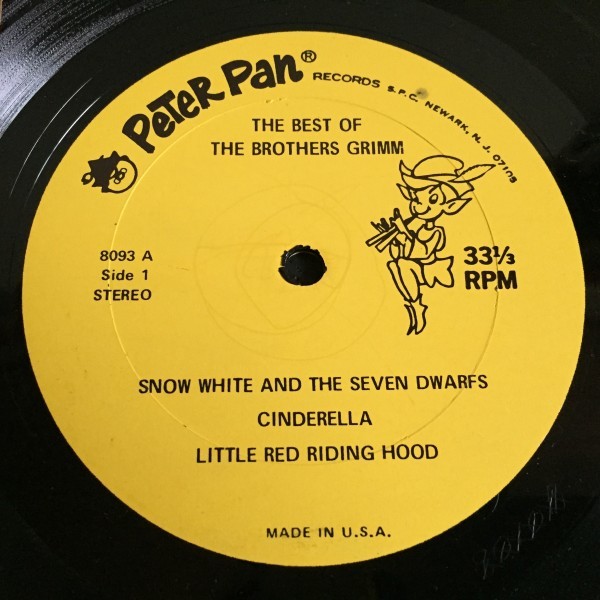 Peter Pan® RECORDS S.P.C. NEWARK, N. J. 07105
THE BEST OF
THE BROTHERS GRIMM
8093 A
Side 1
STEREO
33⅓
RPM
SNOW WHITE AND THE SEVEN DWARFS
CINDERELLA
LITTLE RED RIDING HOOD
MADE IN U.S.A.